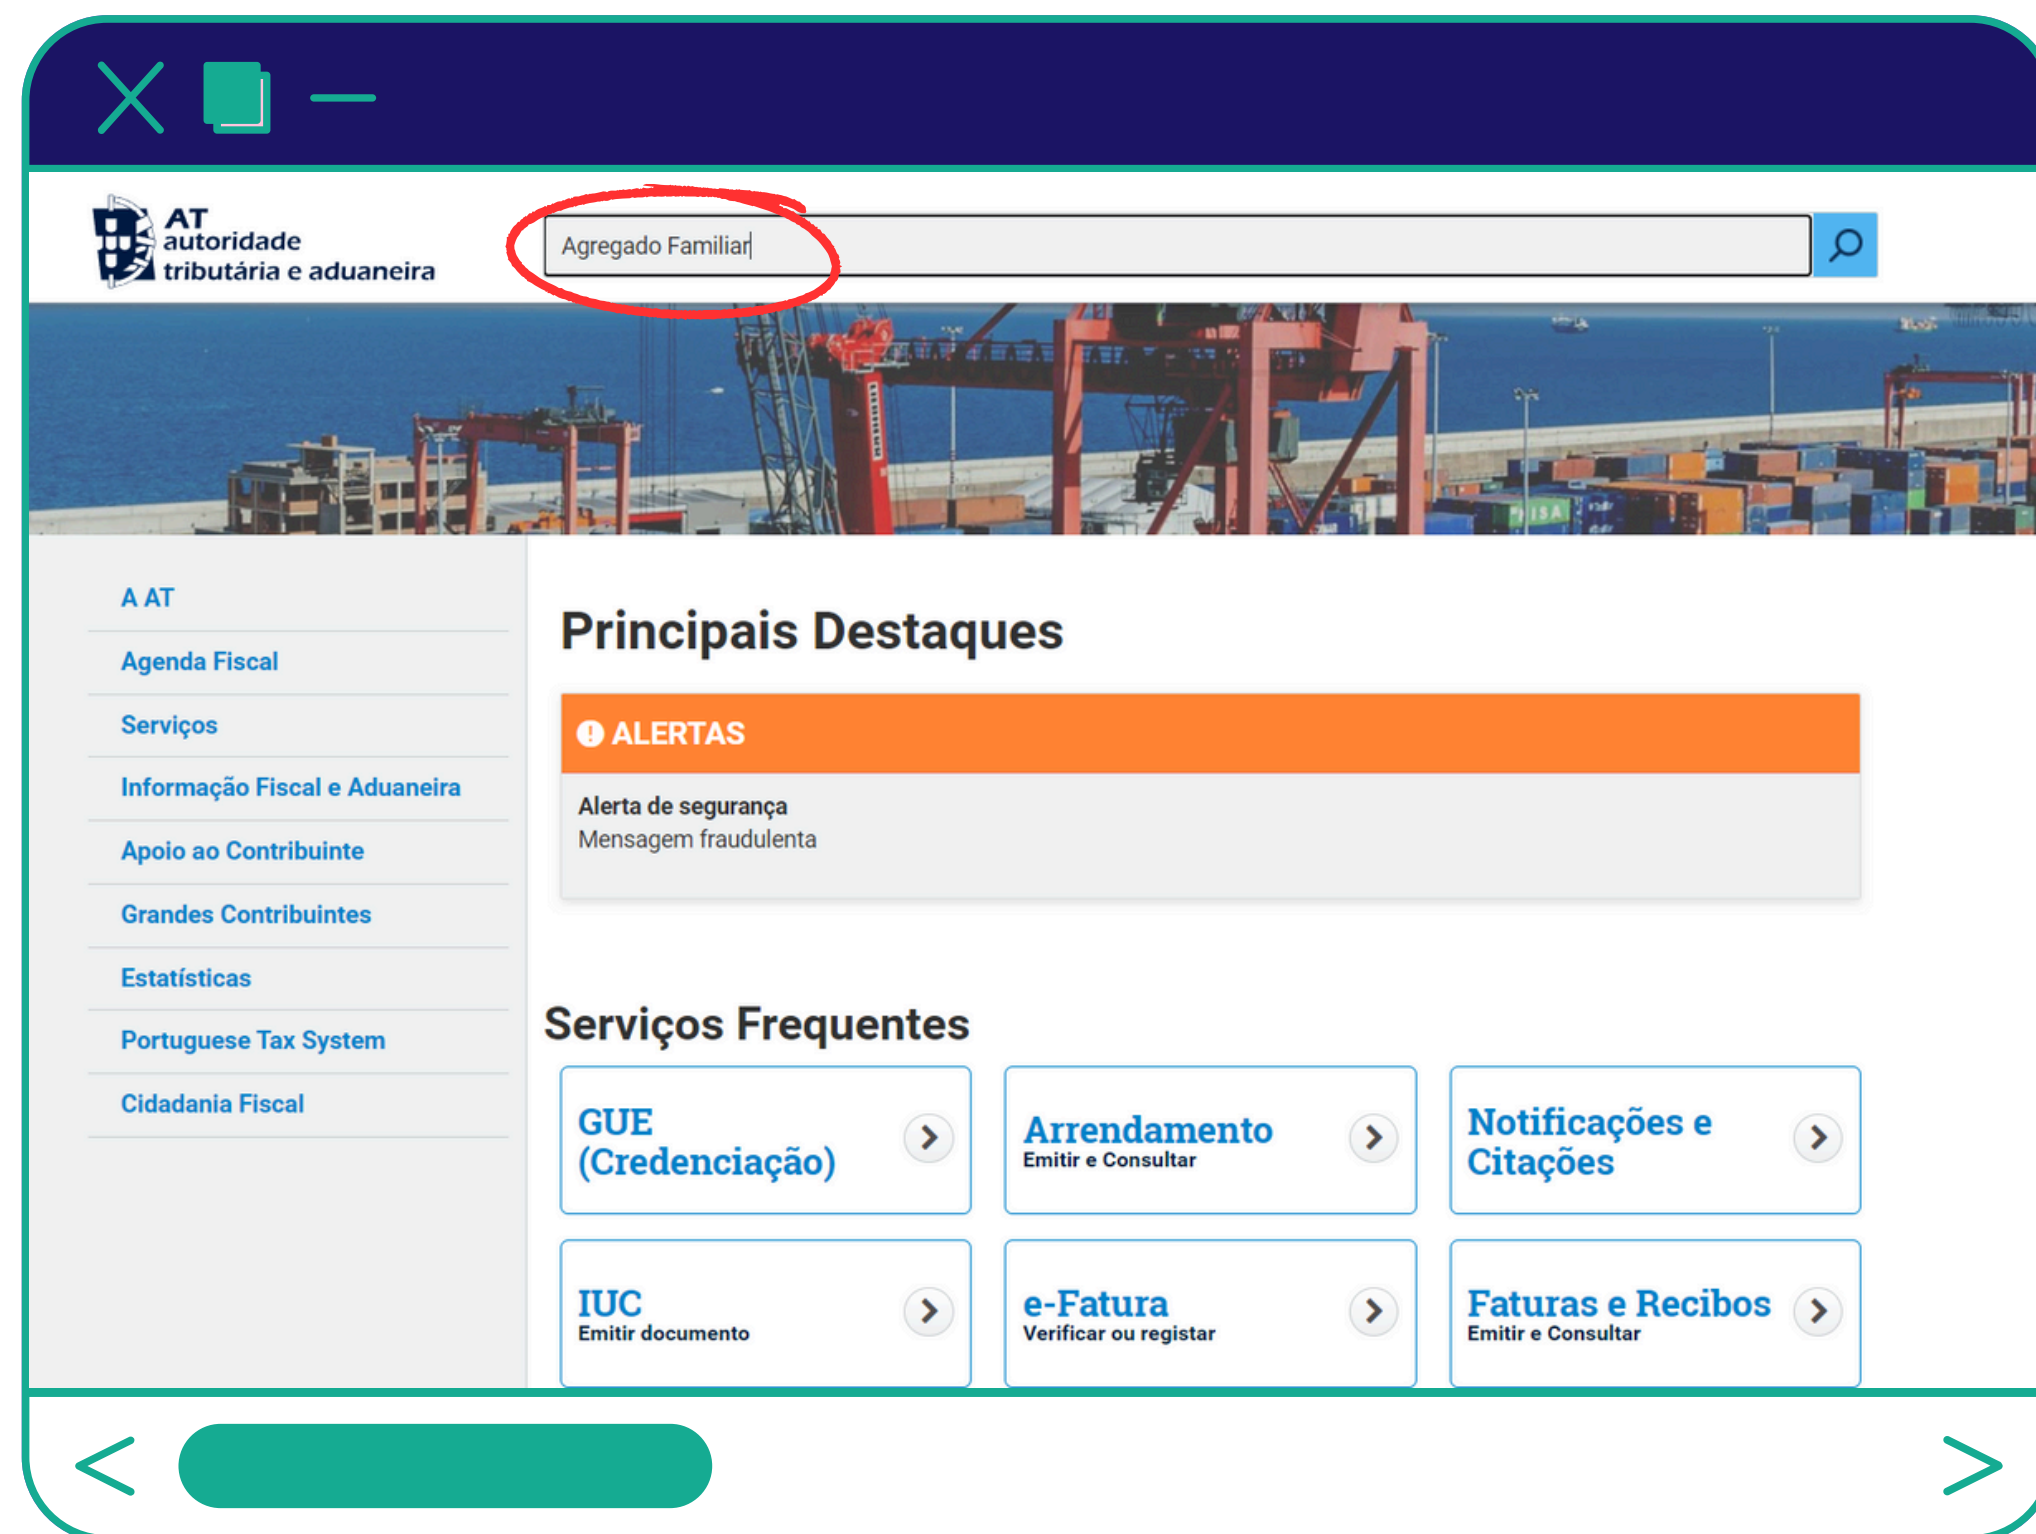 AT
autoridade
tributária e aduaneira
Agregado Familiar
A AT
Agenda Fiscal
Serviços
Informação Fiscal e Aduaneira
Apoio ao Contribuinte
Grandes Contribuintes
Estatísticas
Portuguese Tax System
Cidadania Fiscal
Principais Destaques
ALERTAS
Alerta de segurança
Mensagem fraudulenta
Serviços Frequentes
GUE
(Credenciação)
Arrendamento
Emitir e Consultar
Notificações e
Citações
IUC
Emitir documento
e-Fatura
Verificar ou registar
Faturas e Recibos
Emitir e Consultar